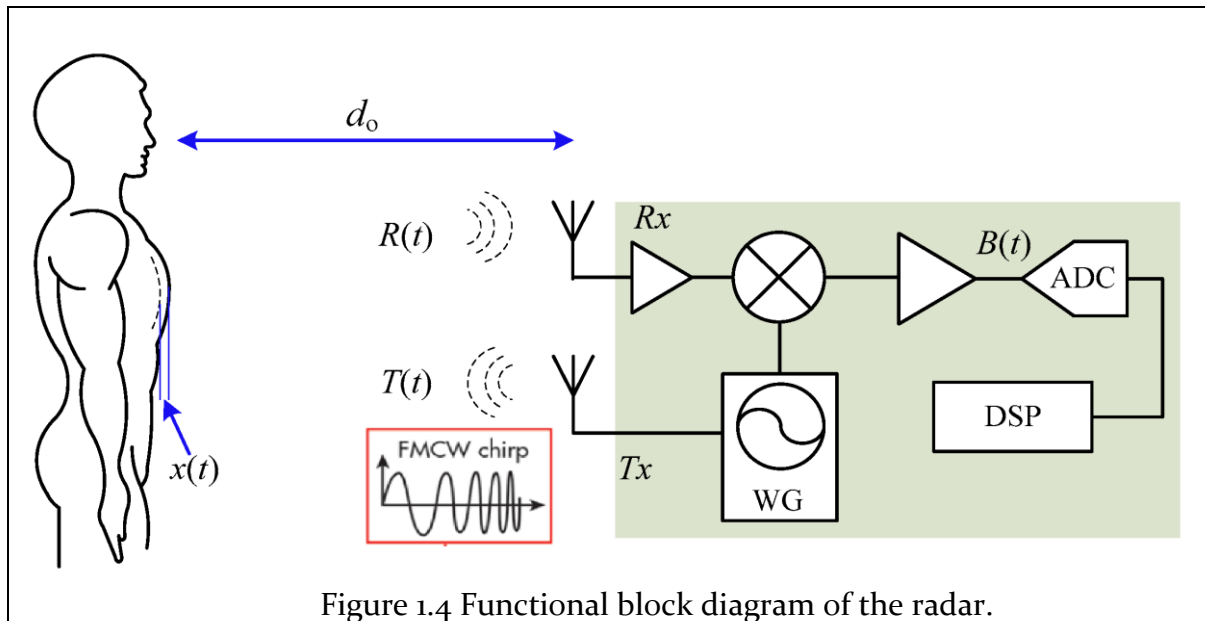 d₀
R(t)
Rx
B(t)
ADC
T(t)
DSP
FMCW chirp
x(t)
Tx
WG
Figure 1.4 Functional block diagram of the radar.